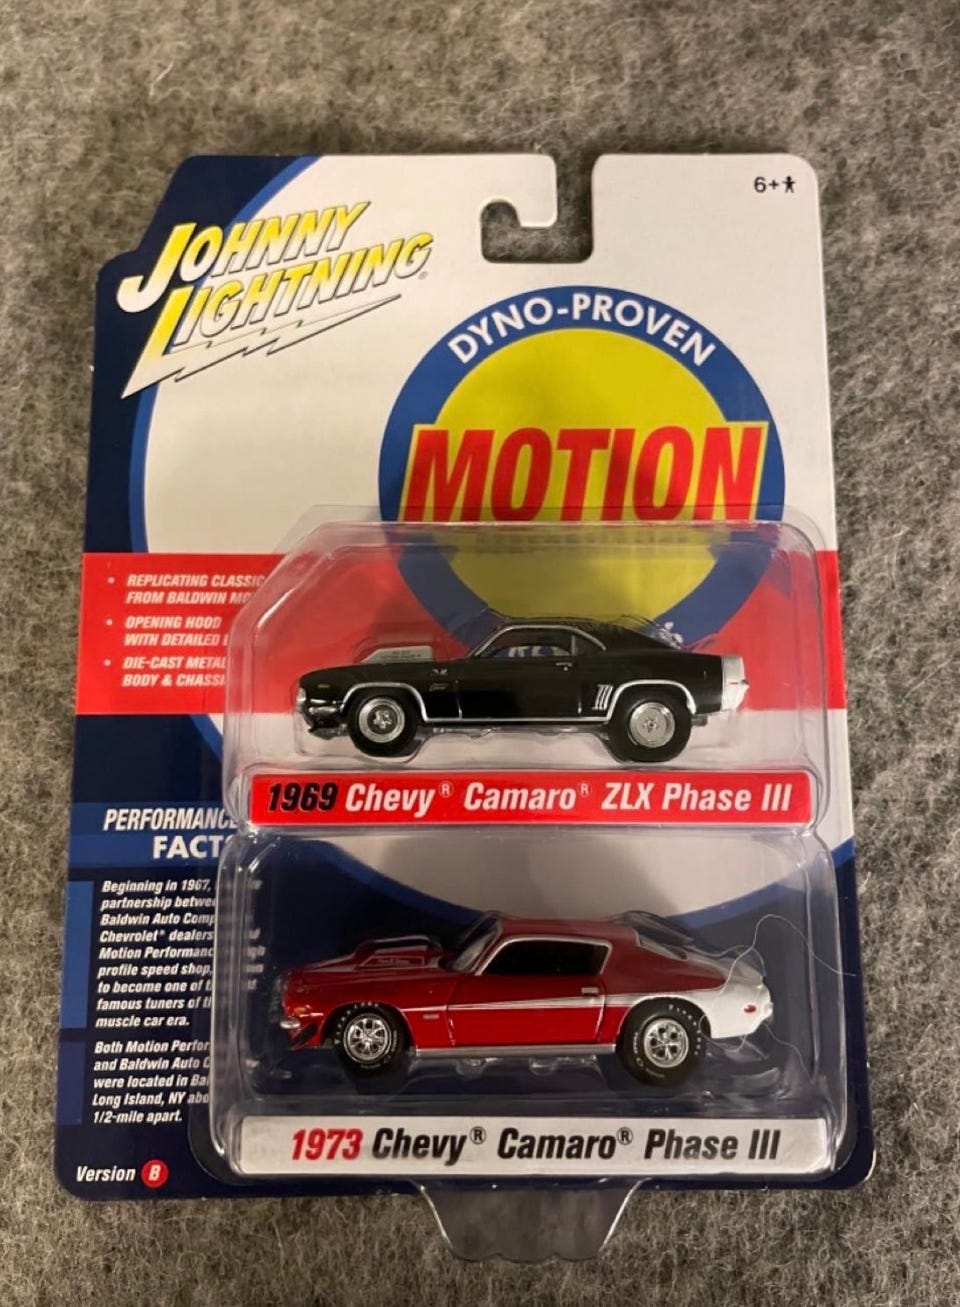 6+
JOHNNY
LIGHTNING®
DYNO-PROVEN
MOTION
• REPLICATING CLASSIC
FROM BALDWIN
• OPENING HOOD
WITH DETAILED
• DIE-CAST METAL
BODY & CHASSI
1969 Chevy® Camaro® ZLX Phase III
PERFORMANCE
FACT
Beginning in 1967,
partnership betwe
Baldwin Auto Comp
Chevrolet® dealers
Motion Performanc
profile speed shop,
to become one of t
famous tuners of t
muscle car era.
Both Motion Perfor
and Baldwin Auto C
were located in Bal
Long Island, NY abo
1/2-mile apart.
1973 Chevy® Camaro® Phase III
Version B